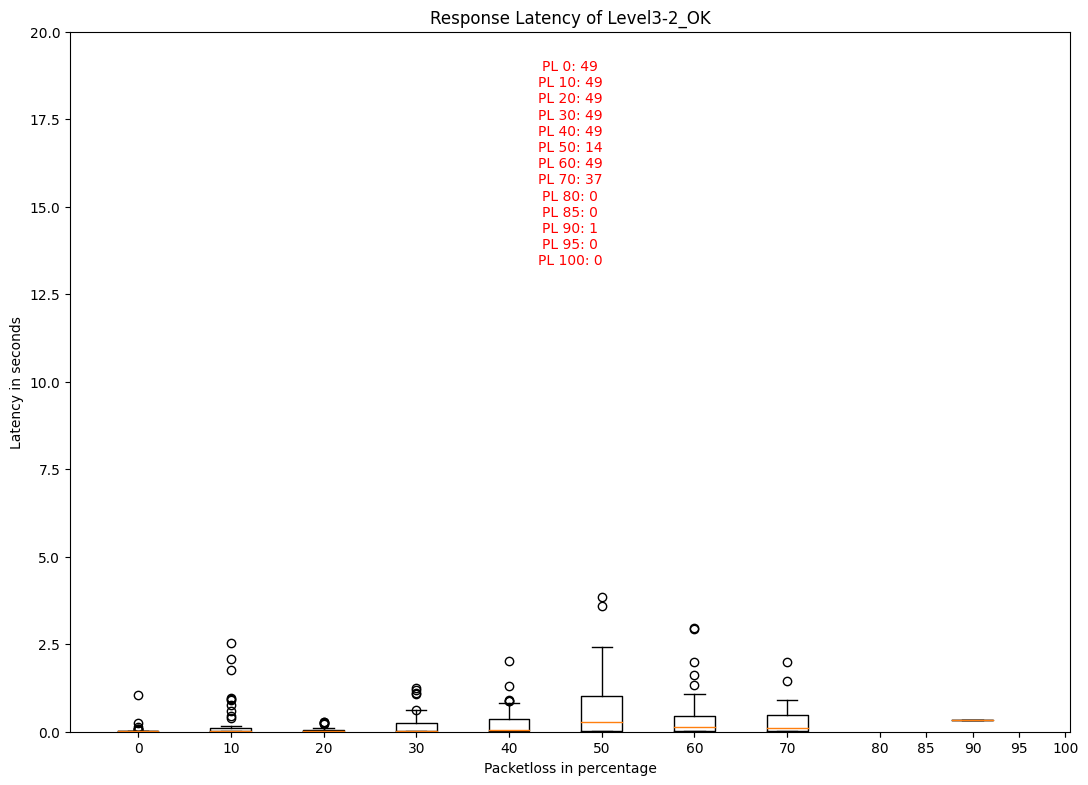 Response Latency of Level3-2_OK
20.0
17.5
15.0
12.5
10.0
7.5
5.0
2.5
0.0
Latency in seconds
PL 0: 49
PL 10: 49
PL 20: 49
PL 30: 49
PL 40: 49
PL 50: 14
PL 60: 49
PL 70: 37
PL 80: 0
PL 85: 0
PL 90: 1
PL 95: 0
PL 100: 0
0 10 20 30 40 50 60 70 80 85 90 95 100
Packetloss in percentage